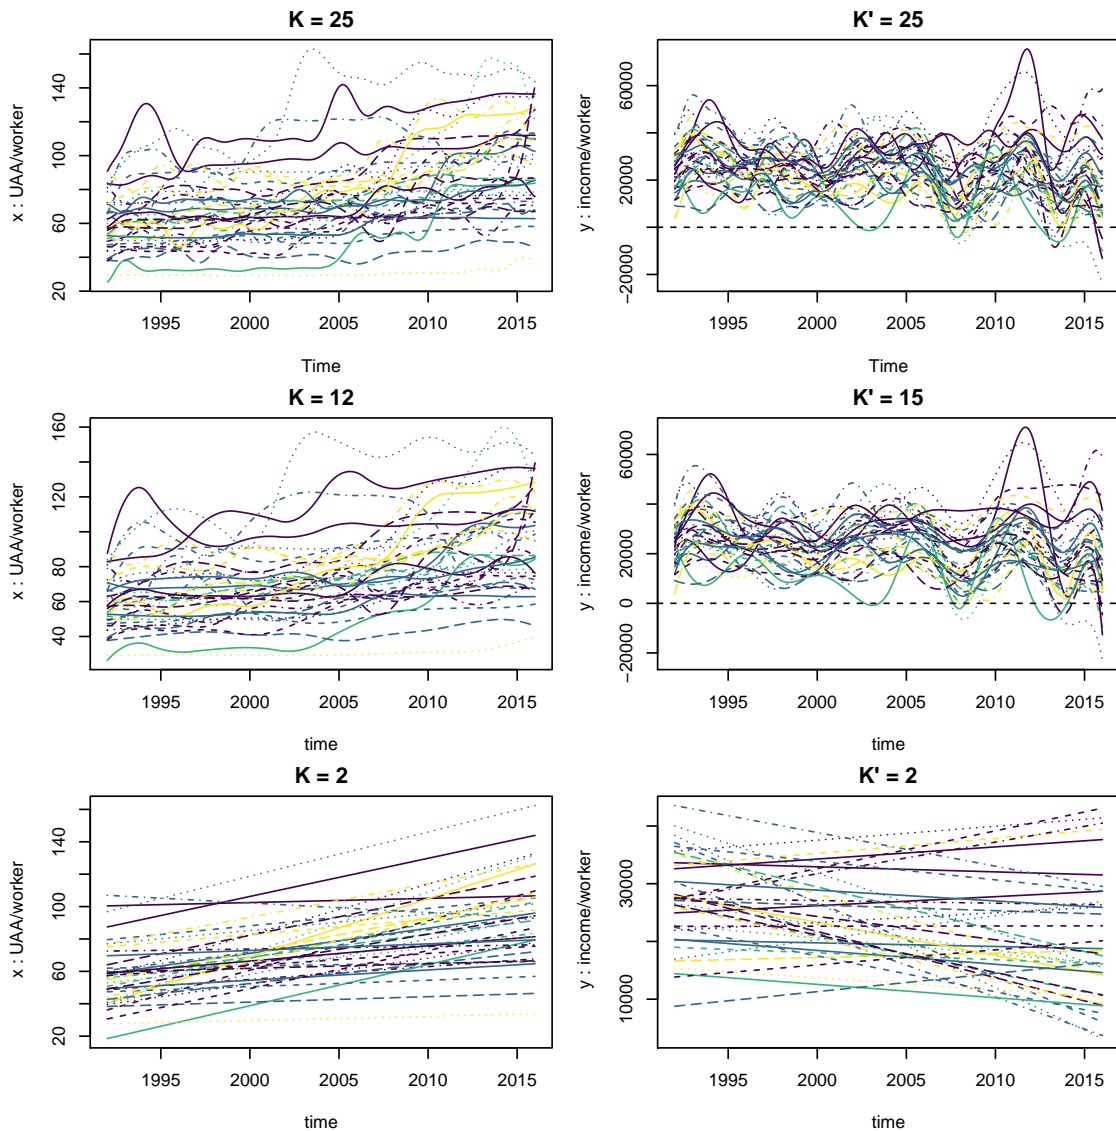 K = 25
x : UAA/worker
140
100
60
20
1995 2000 2005 2010 2015
Time
K' = 25
y : income/worker
60000
20000
−20000
1995 2000 2005 2010 2015
Time
K = 12
x : UAA/worker
160
120
80
60
40
1995 2000 2005 2010 2015
time
K' = 15
y : income/worker
60000
20000
0
−20000
1995 2000 2005 2010 2015
time
K = 2
x : UAA/worker
140
100
60
20
1995 2000 2005 2010 2015
time
K' = 2
y : income/worker
30000
10000
1995 2000 2005 2010 2015
time